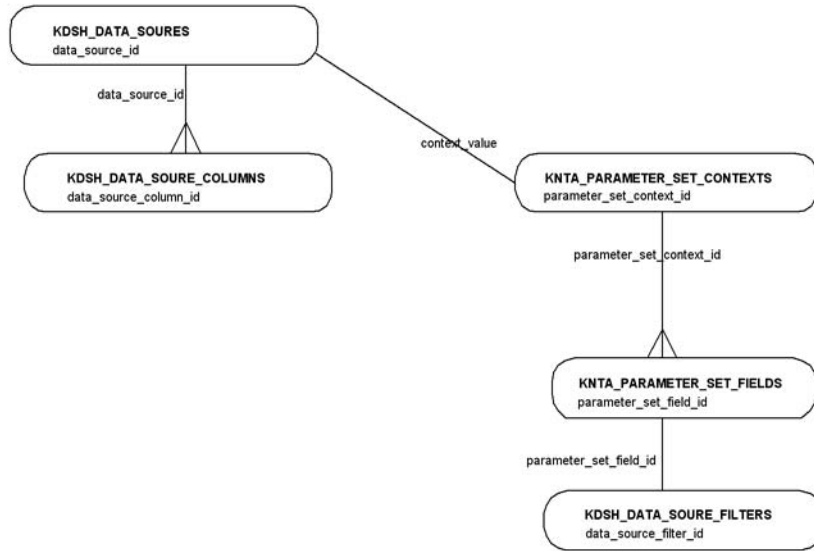 KDSH_DATA_SOURES
data_source_id
data_source_id
context_value
KDSH_DATA_SOURE_COLUMNS
data_source_column_id
KNTA_PARAMETER_SET_CONTEXTS
parameter_set_context_id
parameter_set_context_id
KNTA_PARAMETER_SET_FIELDS
parameter_set_field_id
parameter_set_field_id
KDSH_DATA_SOURE_FILTERS
data_source_filter_id